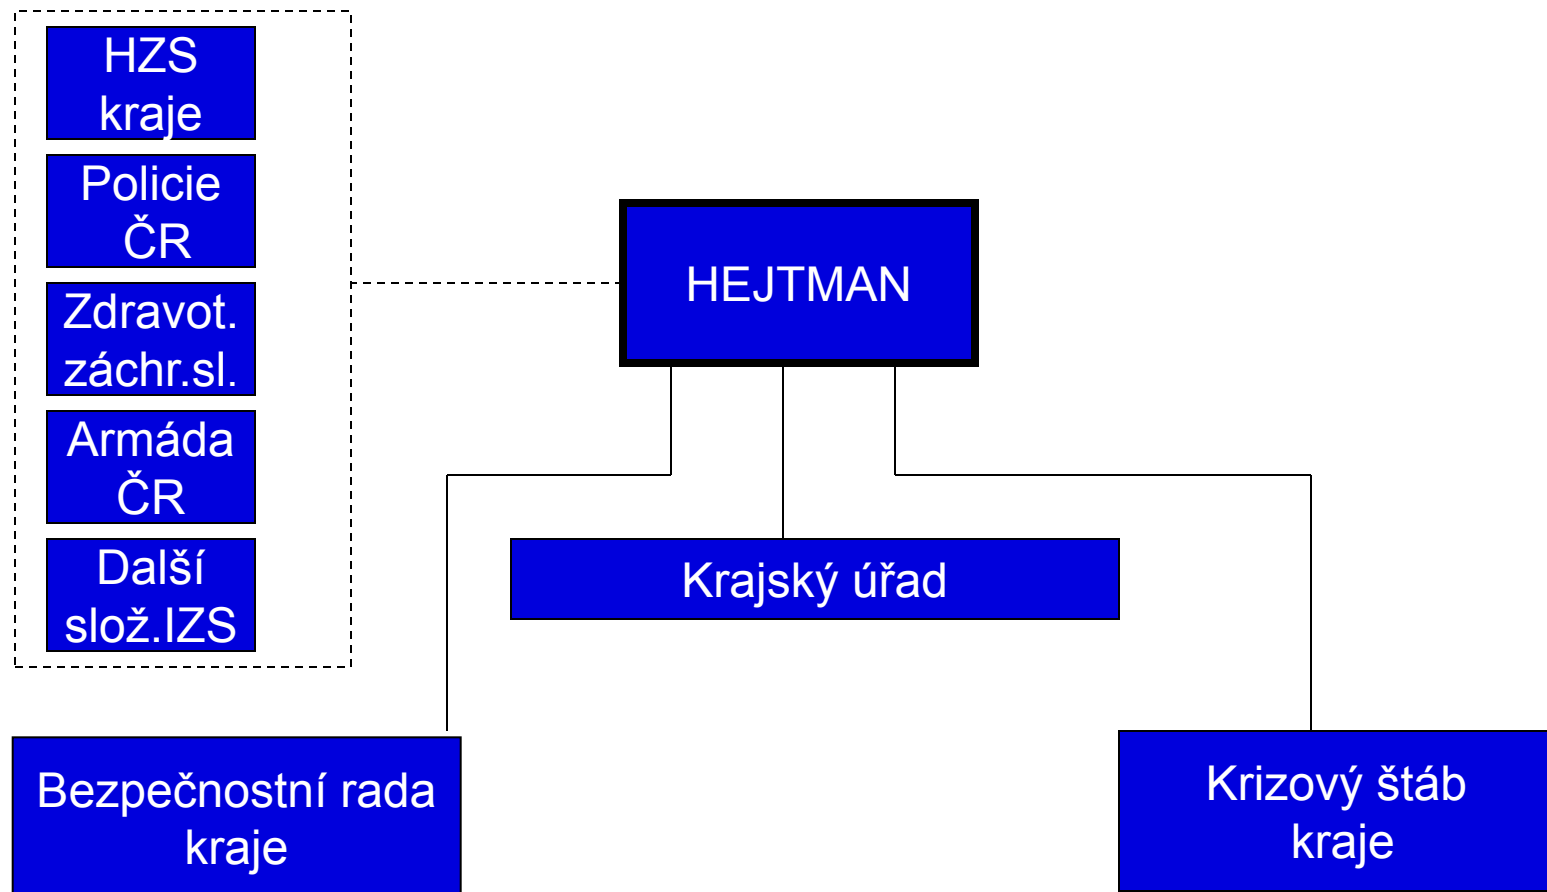 HZS
kraje
Policie
ČR
Zdravot.
záchr.sl.
Armáda
ČR
Další
slož.IZS
HEJTMAN
Krajský úřad
Bezpečnostní rada
kraje
Krizový štáb
kraje